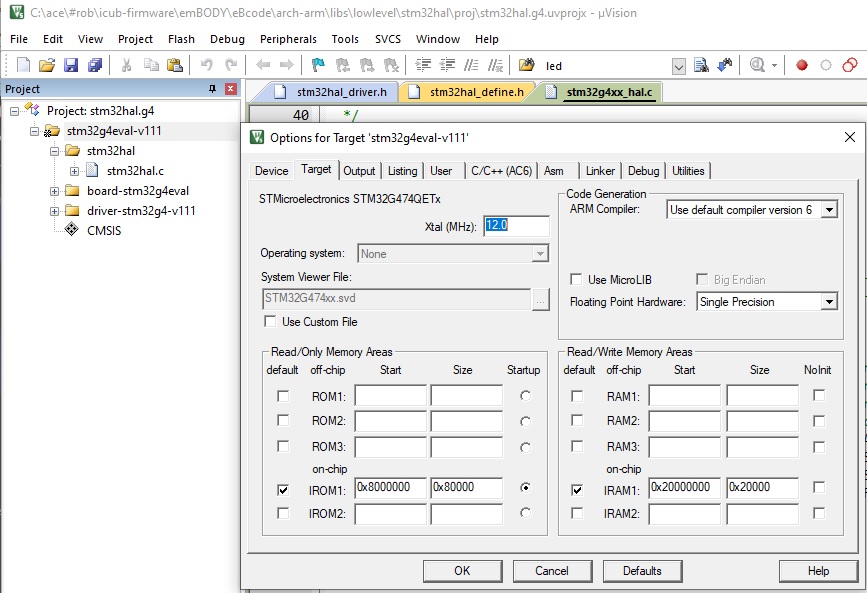 C:\ace\#rob\icub-firmware\emBODY\eBcode\arch-arm\libs\lowlevel\stm32hal\proj\stm32hal.g4.uvprojx - µVision
File Edit View Project Flash Debug Peripherals Tools SVCS Window Help
led
Project
stm32hal_driver.h stm32hal_define.h stm32g4xx_hal.c
Project: stm32hal.g4
40 */
stm32g4eval-v111
stm32hal
stm32hal.c
board-stm32g4eval
driver-stm32g4-v111
CMSIS
Options for Target 'stm32g4eval-v111'
Device Target Output Listing User C/C++ (AC6) Asm Linker Debug Utilities
STMicroelectronics STM32G474QETx
Xtal (MHz): 12.0
Operating system: None
System Viewer File:
STM32G474xx.svd
...
Use Custom File
Code Generation
ARM Compiler: Use default compiler version 6
Use MicroLIB Big Endian
Floating Point Hardware: Single Precision
Read/Only Memory Areas
default off-chip Start Size Startup
ROM1:
ROM2:
ROM3:
on-chip
IROM1: 0x8000000 0x80000
IROM2:
Read/Write Memory Areas
default off-chip Start Size NoInit
RAM1:
RAM2:
RAM3:
on-chip
IRAM1: 0x20000000 0x20000
IRAM2:
OK Cancel Defaults Help